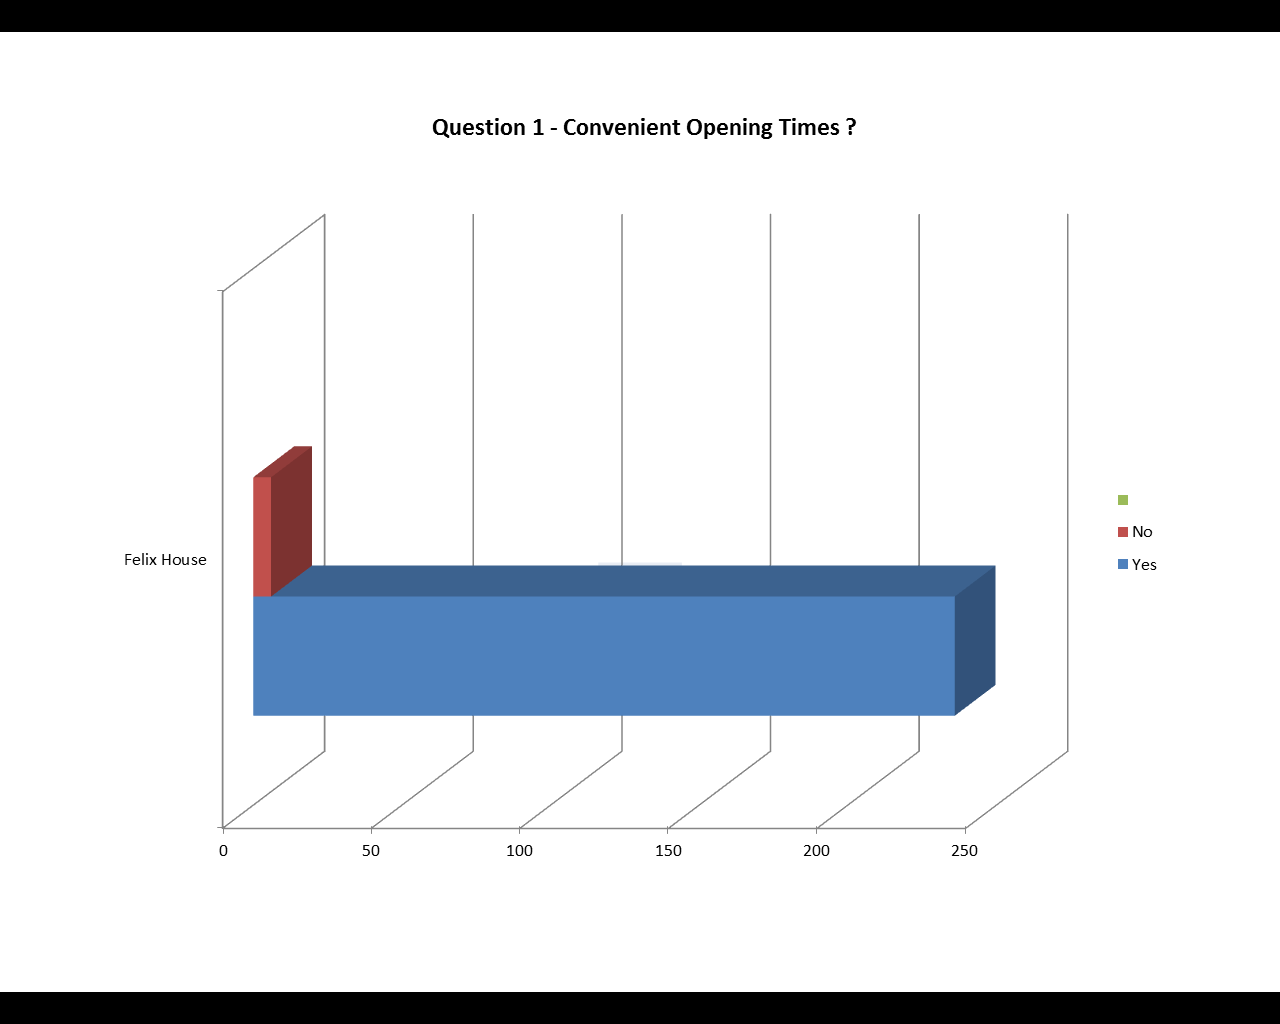 Question 1 - Convenient Opening Times ?
Felix House
No
Yes
0 50 100 150 200 250